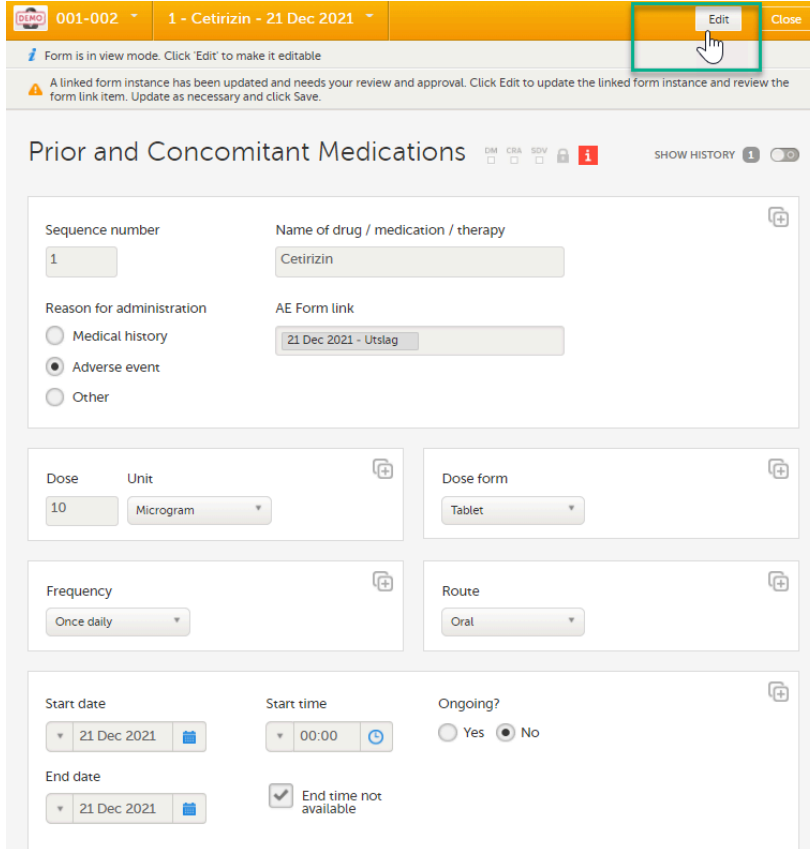 DEMO 001-002 1 - Cetirizin - 21 Dec 2021 Edit Close
i Form is in view mode. Click 'Edit' to make it editable
A linked form instance has been updated and needs your review and approval. Click Edit to update the linked form instance and review the
form link item. Update as necessary and click Save.
Prior and Concomitant Medications DM CRA SDV i SHOW HISTORY 1
Sequence number Name of drug / medication / therapy
1 Cetirizin
Reason for administration AE Form link
Medical history 21 Dec 2021 - Utslag
Adverse event
Other
Dose Unit Dose form
10 Microgram Tablet
Frequency Route
Once daily Oral
Start date Start time Ongoing?
21 Dec 2021 00:00 Yes No
End date
21 Dec 2021 End time not
available